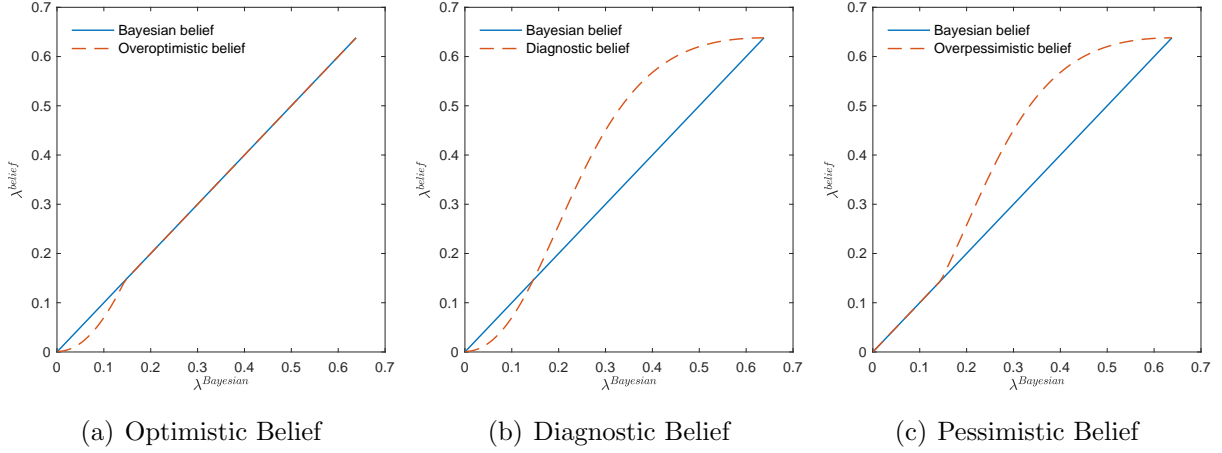 Bayesian belief
Overoptimistic belief
0.7
0.6
0.5
0.4
0.3
0.2
0.1
0
λ^{belief}
0 0.1 0.2 0.3 0.4 0.5 0.6 0.7
λ^{Bayesian}
(a) Optimistic Belief
Bayesian belief
Diagnostic belief
0.7
0.6
0.5
0.4
0.3
0.2
0.1
0
λ^{belief}
0 0.1 0.2 0.3 0.4 0.5 0.6 0.7
λ^{Bayesian}
(b) Diagnostic Belief
Bayesian belief
Overpessimistic belief
0.7
0.6
0.5
0.4
0.3
0.2
0.1
0
λ^{belief}
0 0.1 0.2 0.3 0.4 0.5 0.6 0.7
λ^{Bayesian}
(c) Pessimistic Belief